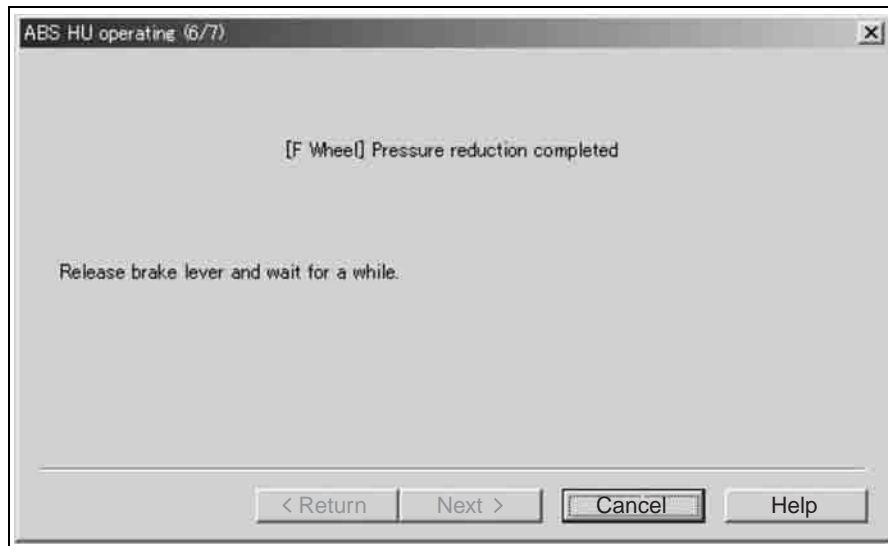 ABS HU operating (6/7)
[F Wheel] Pressure reduction completed
Release brake lever and wait for a while.
< Return
Next >
Cancel
Help